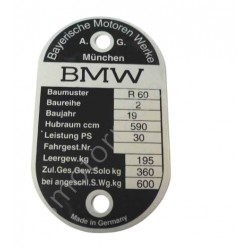 Bayerische Motoren Werke
A. G.
München
BMW
Baumuster R 60
Baureihe 2
Baujahr 19
Hubraum ccm 590
Leistung PS 30
Fahrgest.Nr.
Leergew.kg 195
Zul.Ges.Gew.Solo kg 360
bei angeschl.S.Wg.kg 600
Made in Germany